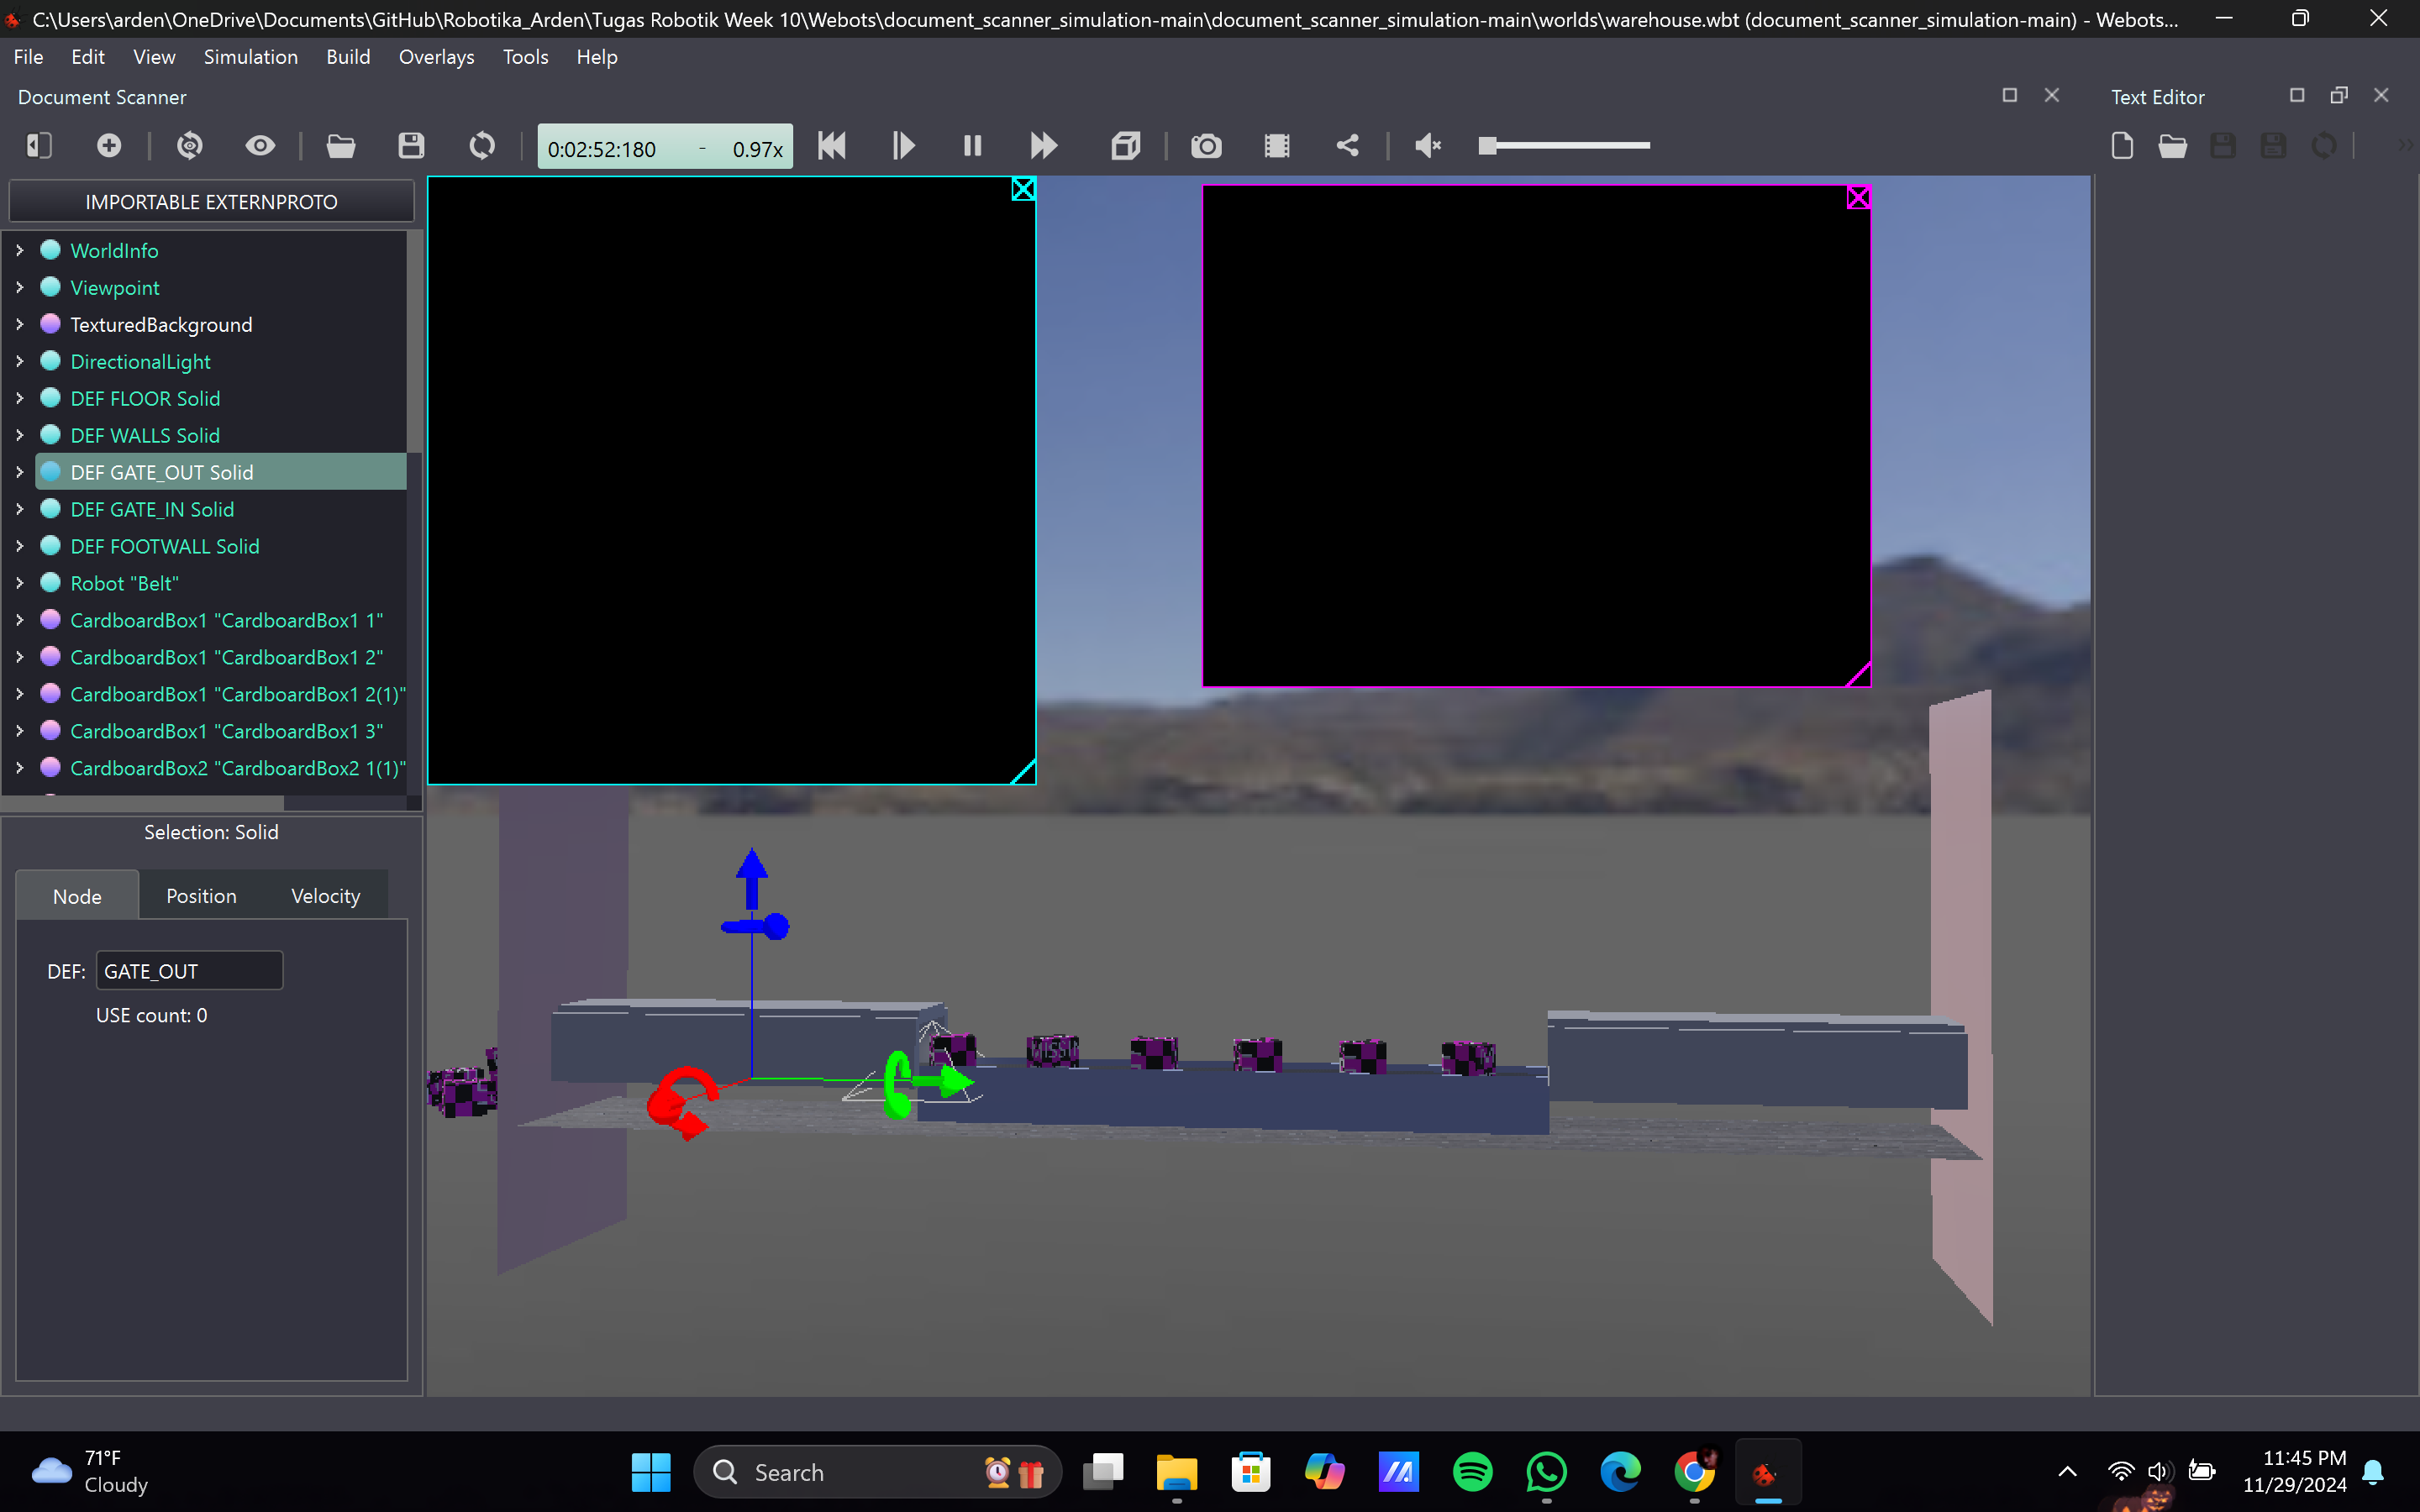 C:\Users\arden\OneDrive\Documents\GitHub\Robotika_Arden\Tugas Robotik Week 10\Webots\document_scanner_simulation-main\document_scanner_simulation-main\worlds\warehouse.wbt (document_scanner_simulation-main) - Webots...
File Edit View Simulation Build Overlays Tools Help
Document Scanner
Text Editor
0:02:52:180 - 0.97x
IMPORTABLE EXTERNPROTO
WorldInfo
Viewpoint
TexturedBackground
DirectionalLight
DEF FLOOR Solid
DEF WALLS Solid
DEF GATE_OUT Solid
DEF GATE_IN Solid
DEF FOOTWALL Solid
Robot "Belt"
CardboardBox1 "CardboardBox1 1"
CardboardBox1 "CardboardBox1 2"
CardboardBox1 "CardboardBox1 2(1)"
CardboardBox1 "CardboardBox1 3"
CardboardBox2 "CardboardBox2 1(1)"
Selection: Solid
Node Position Velocity
DEF: GATE_OUT
USE count: 0
71°F
Cloudy
Search
11:45 PM
11/29/2024